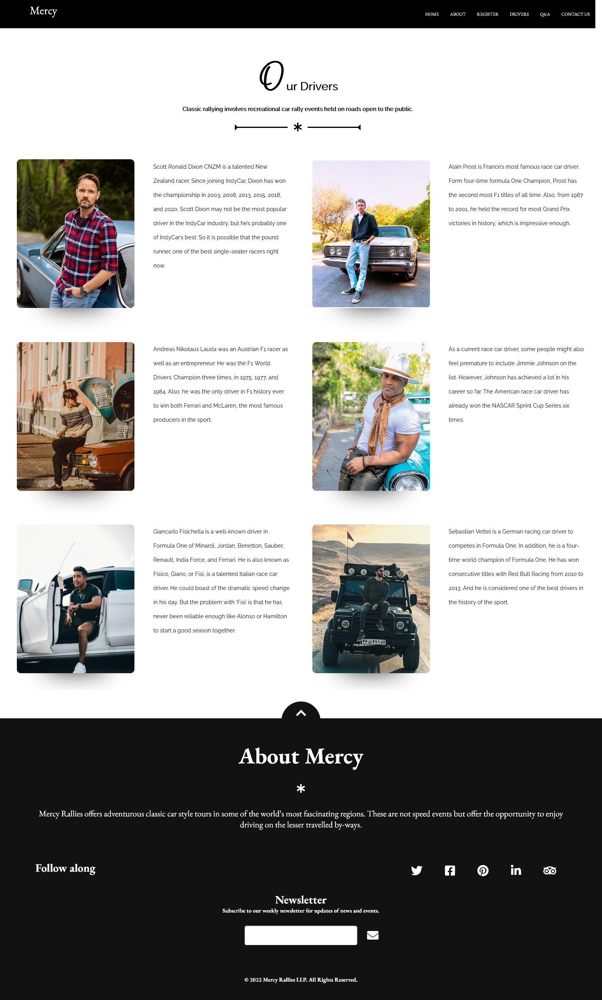 Mercy
HOME ABOUT REGISTER DRIVERS Q&A CONTACT US
Our Drivers
Classic rallying involves recreational car rally events held on roads open to the public.
Scott Ronald Dixon CNZM is a talented New
Zealand racer. Since joining IndyCar, Dixon has won
the championship in 2003, 2008, 2013, 2015, 2018,
and 2020. Scott Dixon may not be the most popular
driver in the IndyCar industry, but he's probably one
of IndyCar's best. So it is possible that the pound
runner, one of the best single-seater racers right
now.
Alain Prost is France's most famous race car driver.
Form four-time formula One Champion, Prost has
the second most F1 titles of all time. Also, from 1987
to 2001, he held the record for most Grand Prix
victories in history, which is impressive enough.
Andreas Nikolaus Lauda was an Austrian F1 racer as
well as an entrepreneur. He was the F1 World
Drivers' Champion three times, in 1975, 1977, and
1984. Also, he was the only driver in F1 history ever
to win both Ferrari and McLaren, the most famous
producers in the sport.
As a current race car driver, some people might also
feel premature to include Jimmie Johnson on the
list. However, Johnson has achieved a lot in his
career so far. The American race car driver has
already won the NASCAR Sprint Cup Series six
times.
Giancarlo Fisichella is a well-known driver in
Formula One of Minardi, Jordan, Benetton, Sauber,
Renault, India Force, and Ferrari. He is also known as
Fisico, Giano, or Fisi, is a talented Italian race car
driver. He could boast of the dramatic speed change
in his day. But the problem with ‘Fisi’ is that he has
never been reliable enough like Alonso or Hamilton
to start a good season together.
Sebastian Vettel is a German racing car driver to
competes in Formula One. In addition, he is a four-
time world champion of Formula One. He has won
consecutive titles with Red Bull Racing from 2010 to
2013. And he is considered one of the best drivers in
the history of the sport.
About Mercy
Mercy Rallies offers adventurous classic car style tours in some of the world’s most fascinating regions. These are not speed events but offer the opportunity to enjoy
driving on the lesser travelled by-ways.
Follow along
Newsletter
Subscribe to our weekly newsletter for updates of news and events.
© 2022 Mercy Rallies LLP. All Rights Reserved.